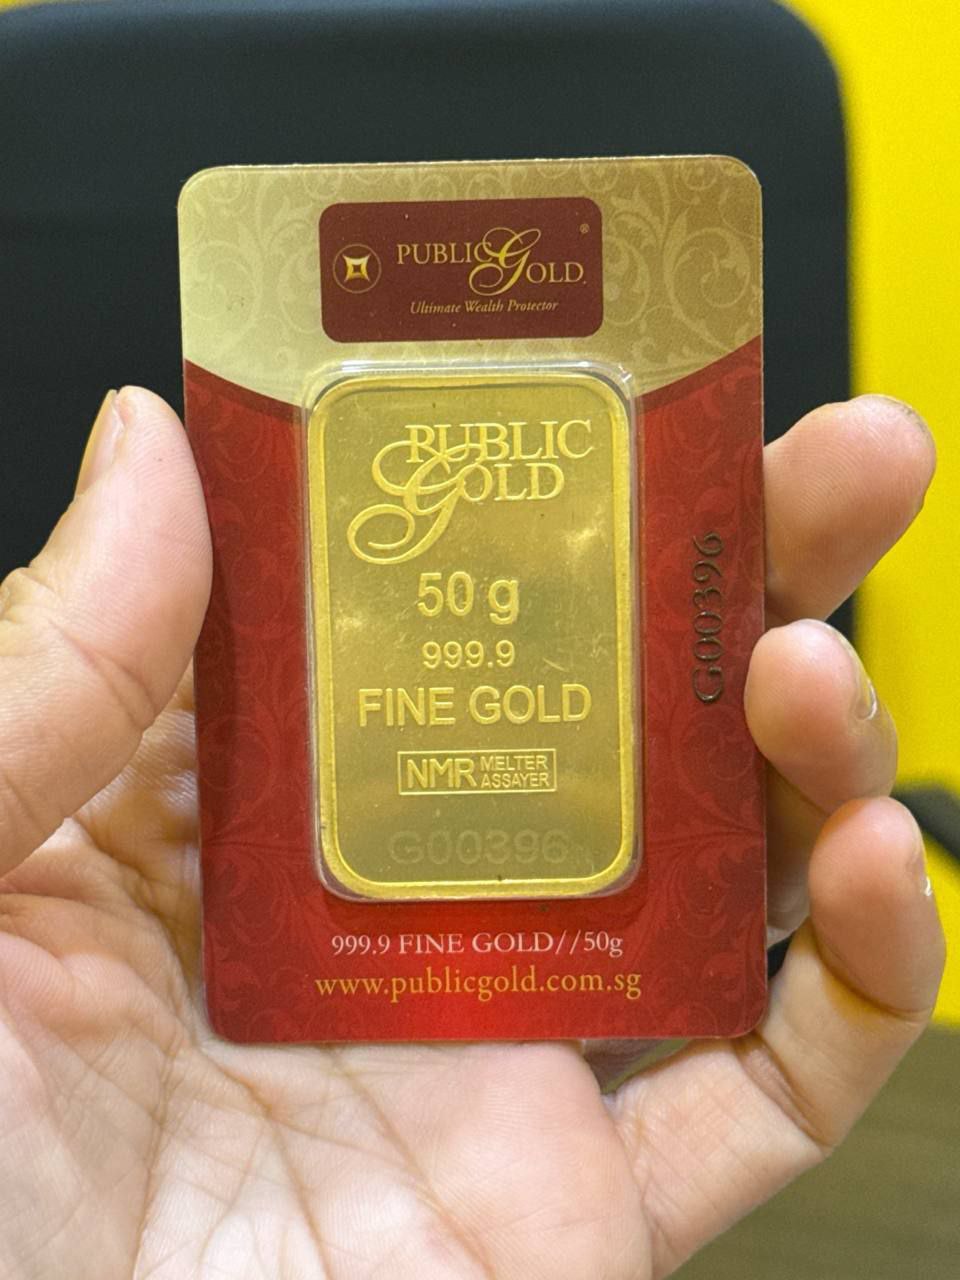 PUBLIC GOLD ®
Ultimate Wealth Protector
PUBLIC
GOLD
50 g
999.9
FINE GOLD
NMR MELTER
ASSAYER
G00396
G00396
999.9 FINE GOLD//50g
www.publicgold.com.sg